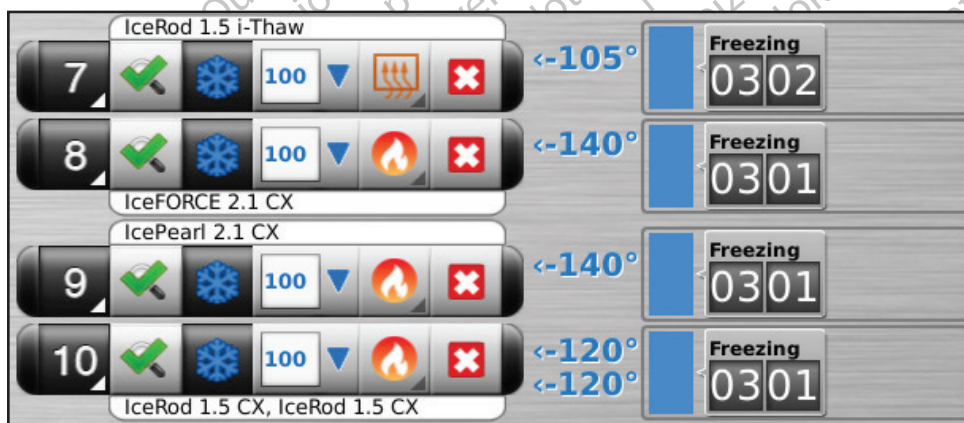 IceRod 1.5 i-Thaw
7 100 <-105° Freezing 03 02
8 100 <-140° Freezing 03 01
IceFORCE 2.1 CX
IcePearl 2.1 CX
9 100 <-140° Freezing 03 01
10 100 <-120° Freezing 03 01
<-120°
IceRod 1.5 CX, IceRod 1.5 CX